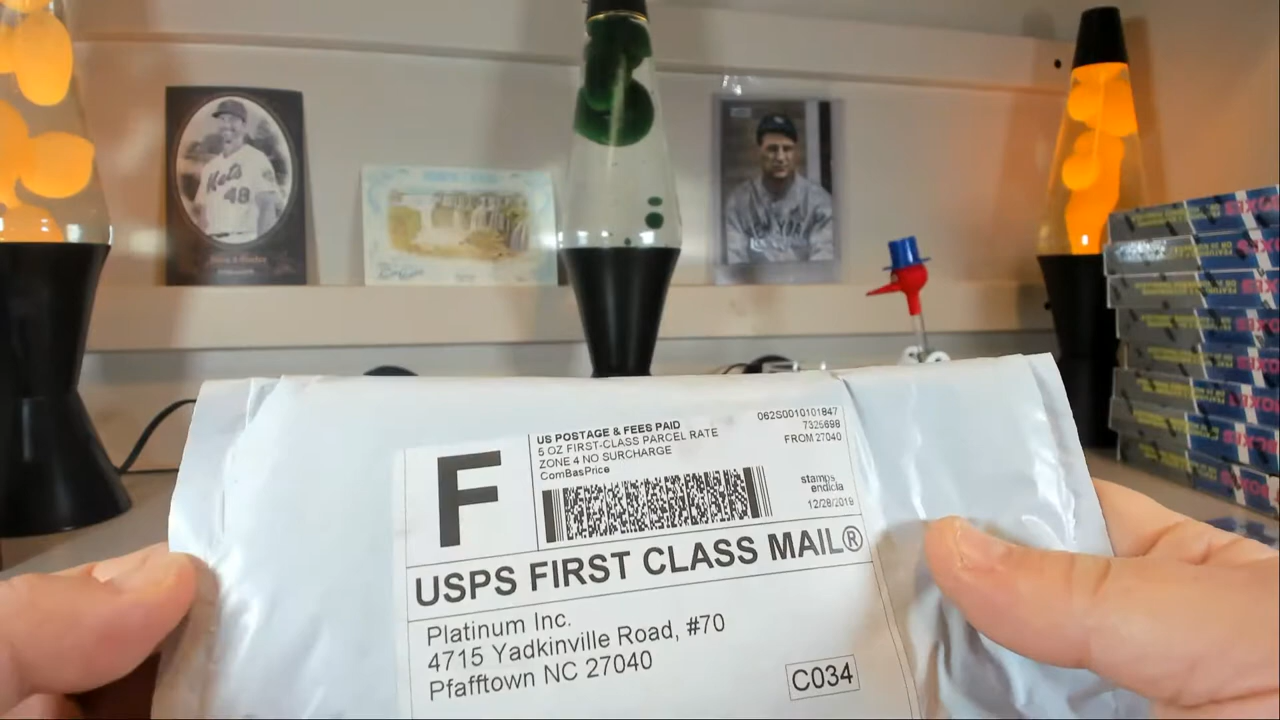 Mets
48
NEW YORK
F
US POSTAGE & FEES PAID
5 OZ FIRST-CLASS PARCEL RATE
ZONE 4 NO SURCHARGE
ComBasPrice
062S0010101847
7325698
FROM 27040
stamps
endicia
12/28/2019
USPS FIRST CLASS MAIL®
Platinum Inc.
4715 Yadkinville Road, #70
Pfafftown NC 27040
C034